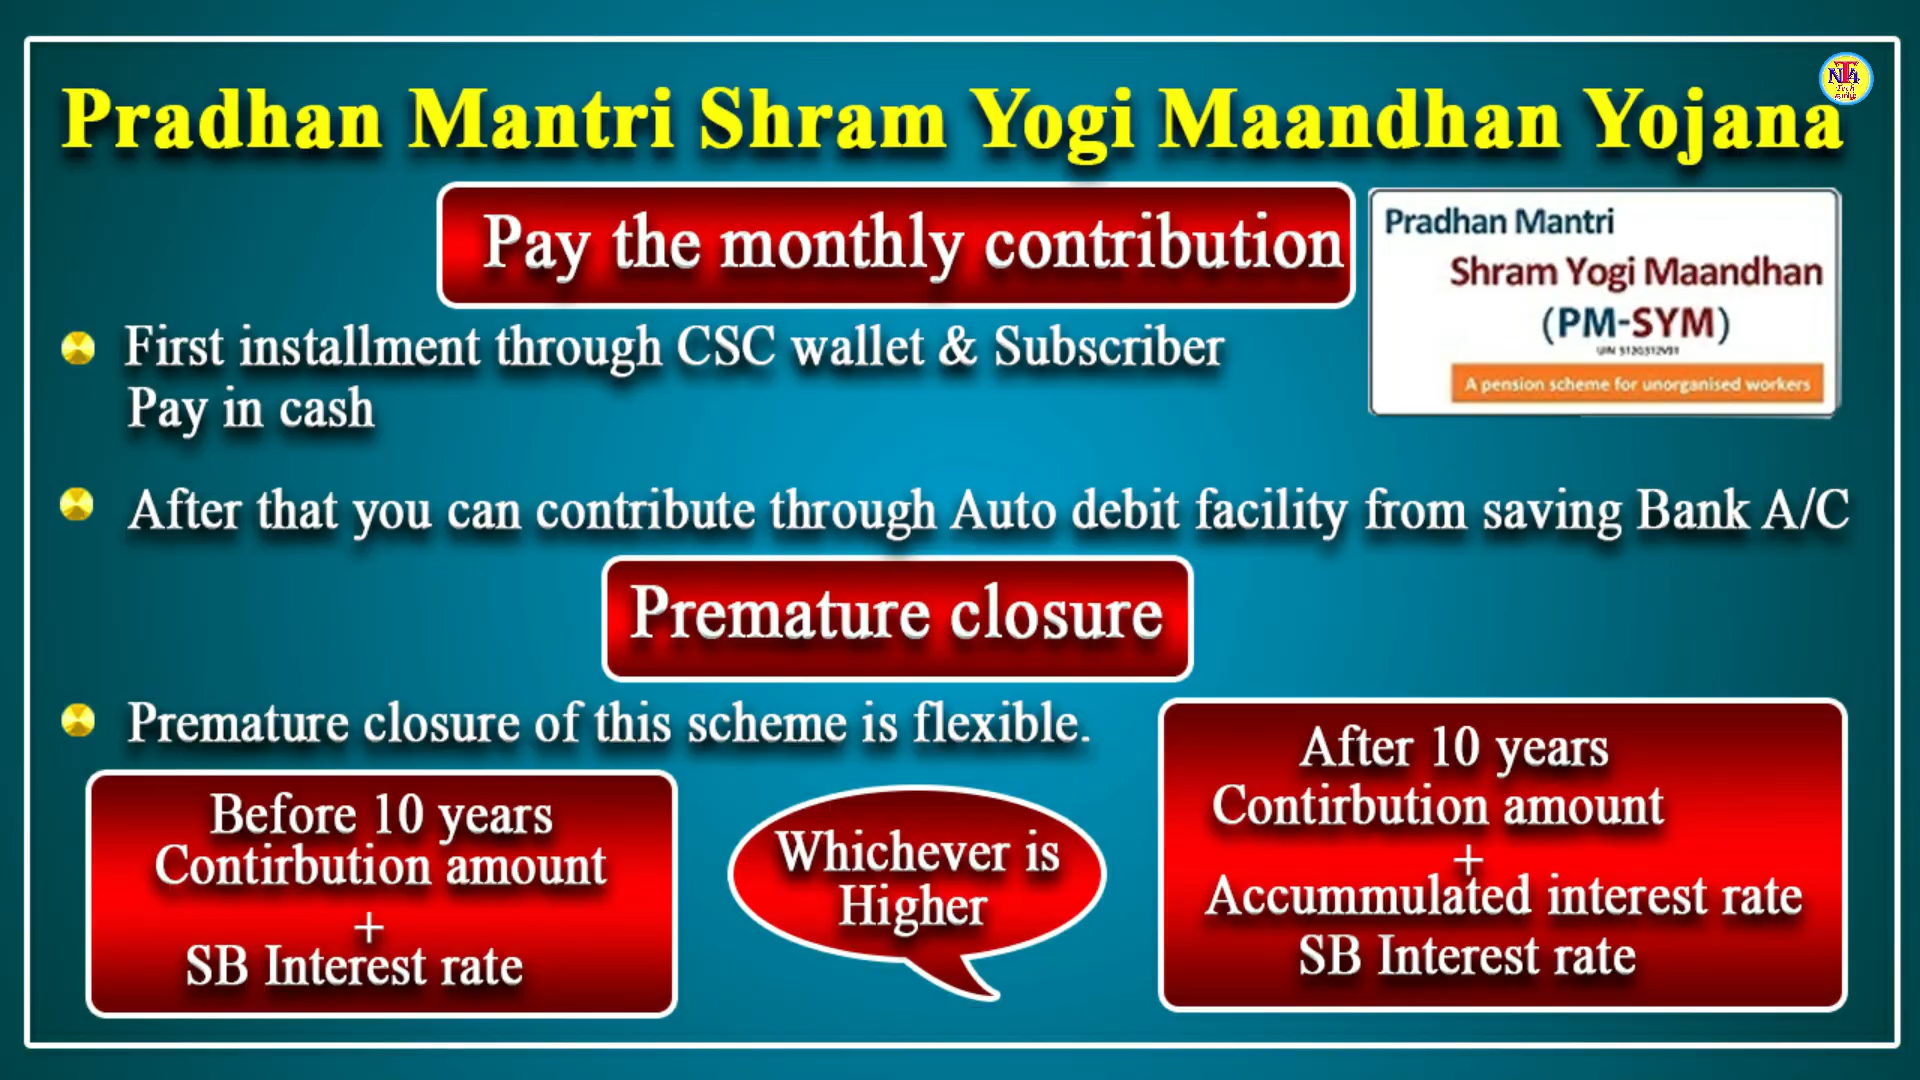 Pradhan Mantri Shram Yogi Maandhan Yojana
Pay the monthly contribution
Pradhan Mantri
Shram Yogi Maandhan
(PM-SYM)
A pension scheme for unorganised workers
First installment through CSC wallet & Subscriber
Pay in cash
After that you can contribute through Auto debit facility from saving Bank A/C
Premature closure
Premature closure of this scheme is flexible.
Before 10 years
Contirbution amount
+
SB Interest rate
Whichever is
Higher
After 10 years
Contirbution amount
+
Accummulated interest rate
SB Interest rate